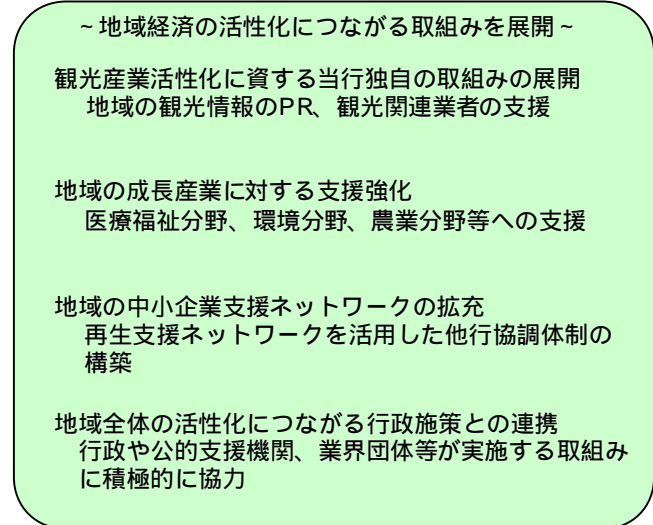 ~地域経済の活性化につながる取組みを展開~
観光産業活性化に資する当行独自の取組みの展開
地域の観光情報のPR、観光関連業者の支援
地域の成長産業に対する支援強化
医療福祉分野、環境分野、農業分野等への支援
地域の中小企業支援ネットワークの拡充
再生支援ネットワークを活用した他行協調体制の
構築
地域全体の活性化につながる行政施策との連携
行政や公的支援機関、業界団体等が実施する取組み
に積極的に協力